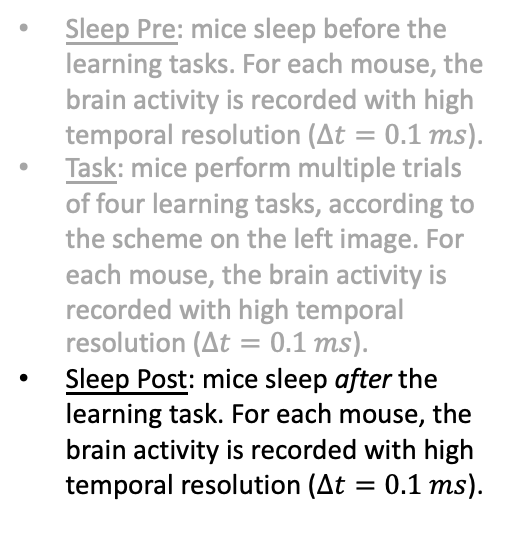 • Sleep Pre: mice sleep before the
learning tasks. For each mouse, the
brain activity is recorded with high
temporal resolution (Δt = 0.1 ms).
• Task: mice perform multiple trials
of four learning tasks, according to
the scheme on the left image. For
each mouse, the brain activity is
recorded with high temporal
resolution (Δt = 0.1 ms).
• Sleep Post: mice sleep after the
learning task. For each mouse, the
brain activity is recorded with high
temporal resolution (Δt = 0.1 ms).